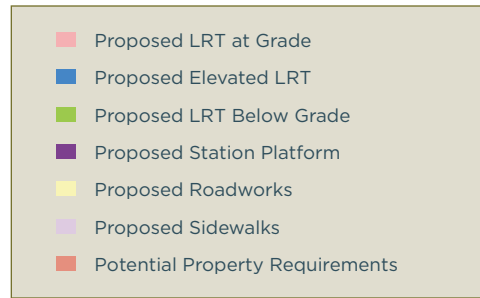 Proposed LRT at Grade
Proposed Elevated LRT
Proposed LRT Below Grade
Proposed Station Platform
Proposed Roadworks
Proposed Sidewalks
Potential Property Requirements